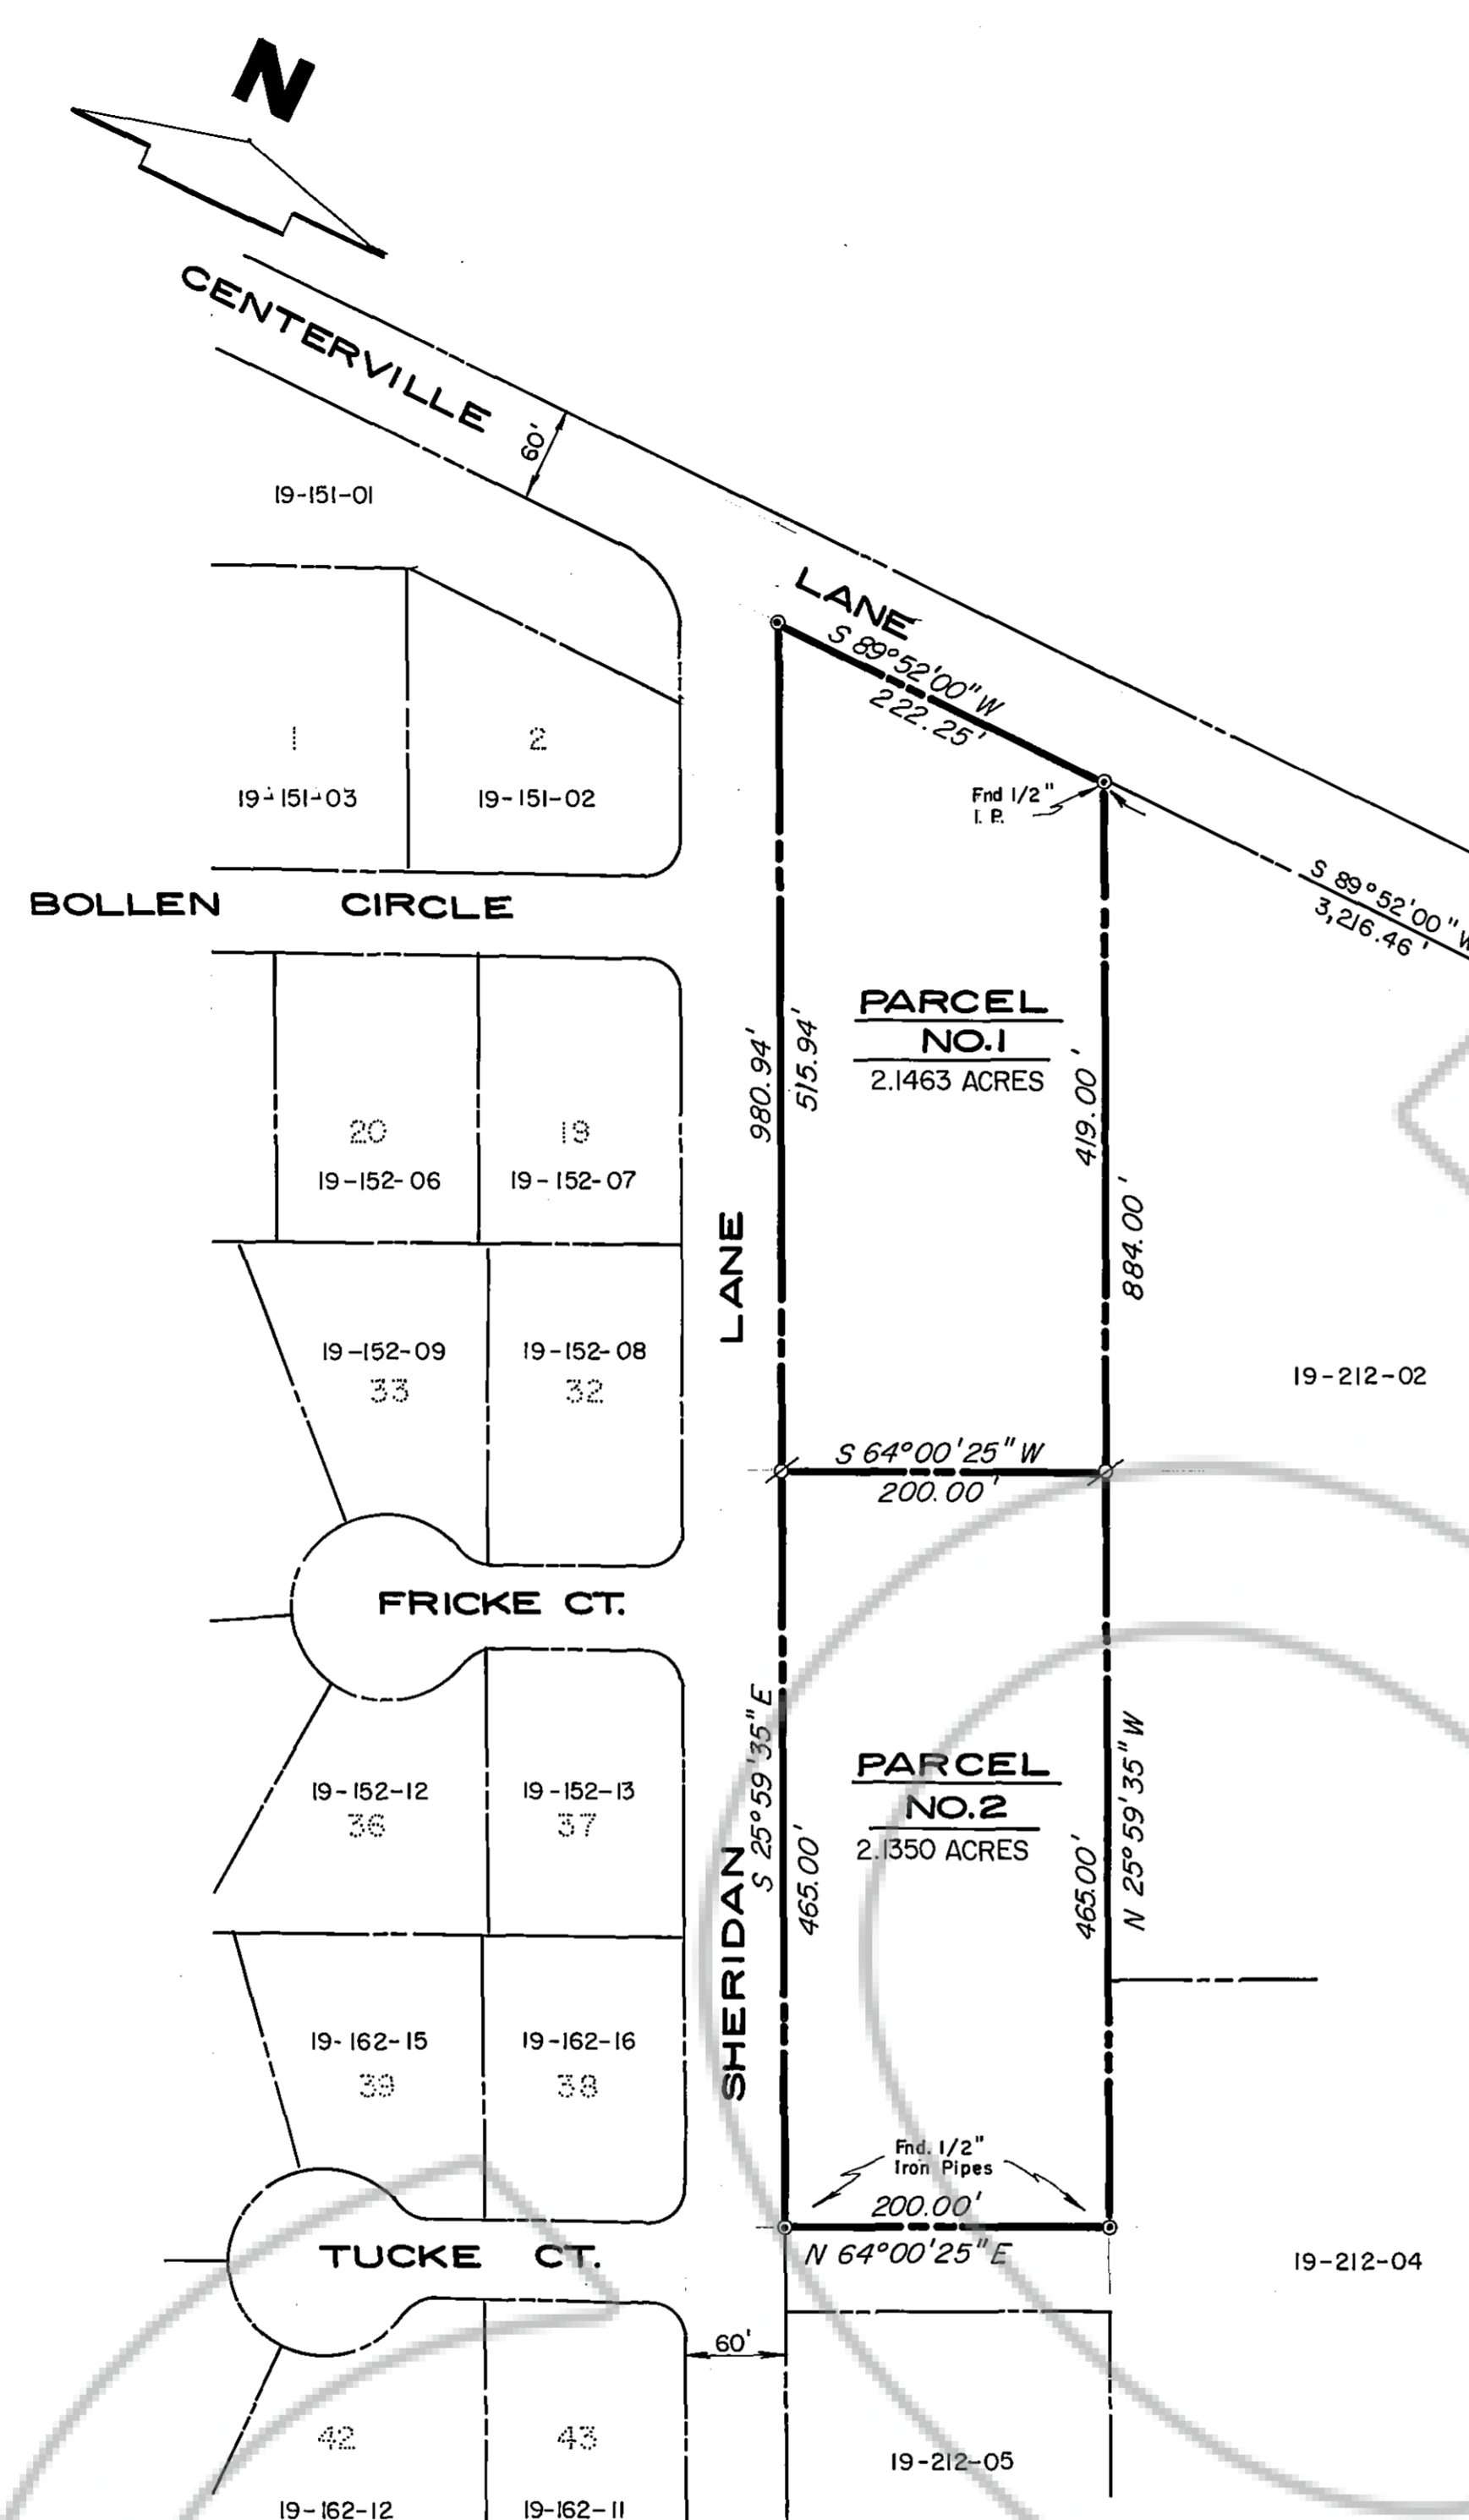 N
CENTERVILLE
60'
19-151-01
LANE
S 89°52'00" W
222.25'
1
19-151-03
2
19-151-02
Fnd 1/2"
I. P.
S 89°52'00" W
3,216.46'
BOLLEN CIRCLE
PARCEL
NO.1
2.1463 ACRES
980.94'
515.94'
419.00'
884.00'
20
19-152-06
19
19-152-07
LANE
19-152-09
33
19-152-08
32
19-212-02
S 64°00'25" W
200.00'
FRICKE CT.
S 25°59'35" E
N 25°59'35" W
PARCEL
NO.2
2.1350 ACRES
19-152-12
36
19-152-13
37
465.00'
465.00'
SHERIDAN
19-162-15
39
19-162-16
38
Fnd. 1/2"
Iron Pipes
200.00'
N 64°00'25" E
TUCKE CT.
19-212-04
60'
42
19-162-12
43
19-162-11
19-212-05